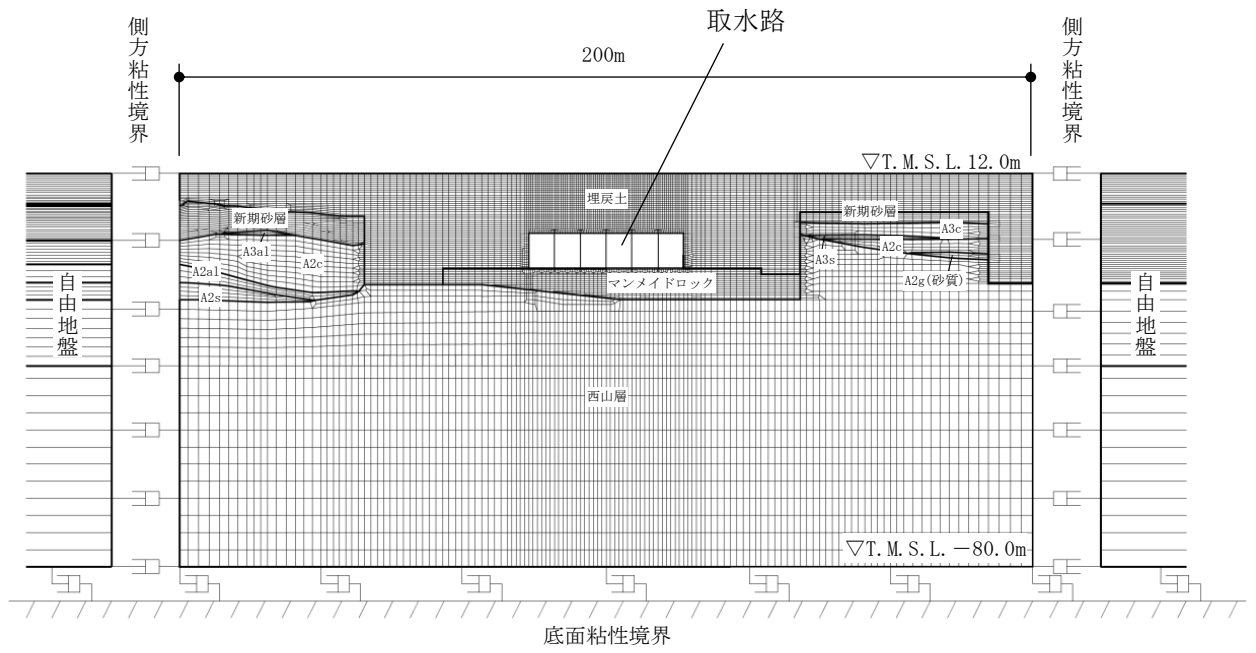 取水路
側方粘性境界
200m
側方粘性境界
▽T.M.S.L.12.0m
埋戻土
新期砂層
新期砂層
A3c
A3al
A2c
A3s
A2c
A2al
A2g(砂質)
マンメイドロック
A2s
自由地盤
自由地盤
西山層
▽T.M.S.L.－80.0m
底面粘性境界